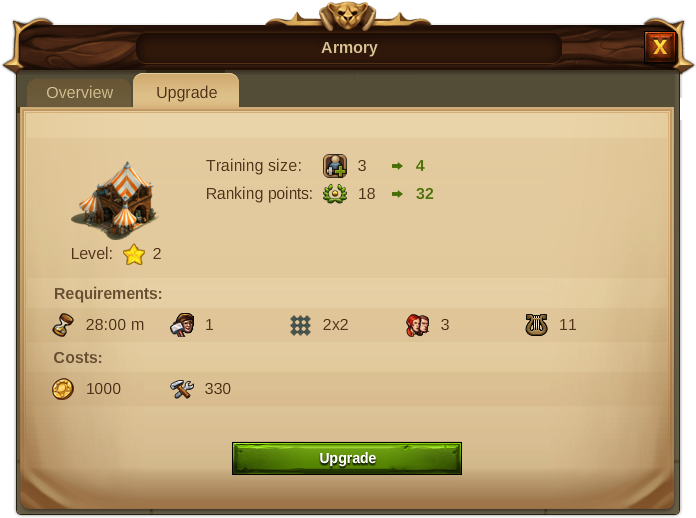 Armory
X
Overview Upgrade
Training size: 3 4
Ranking points: 18 32
Level: 2
Requirements:
28:00 m 1 2x2 3 11
Costs:
1000 330
Upgrade